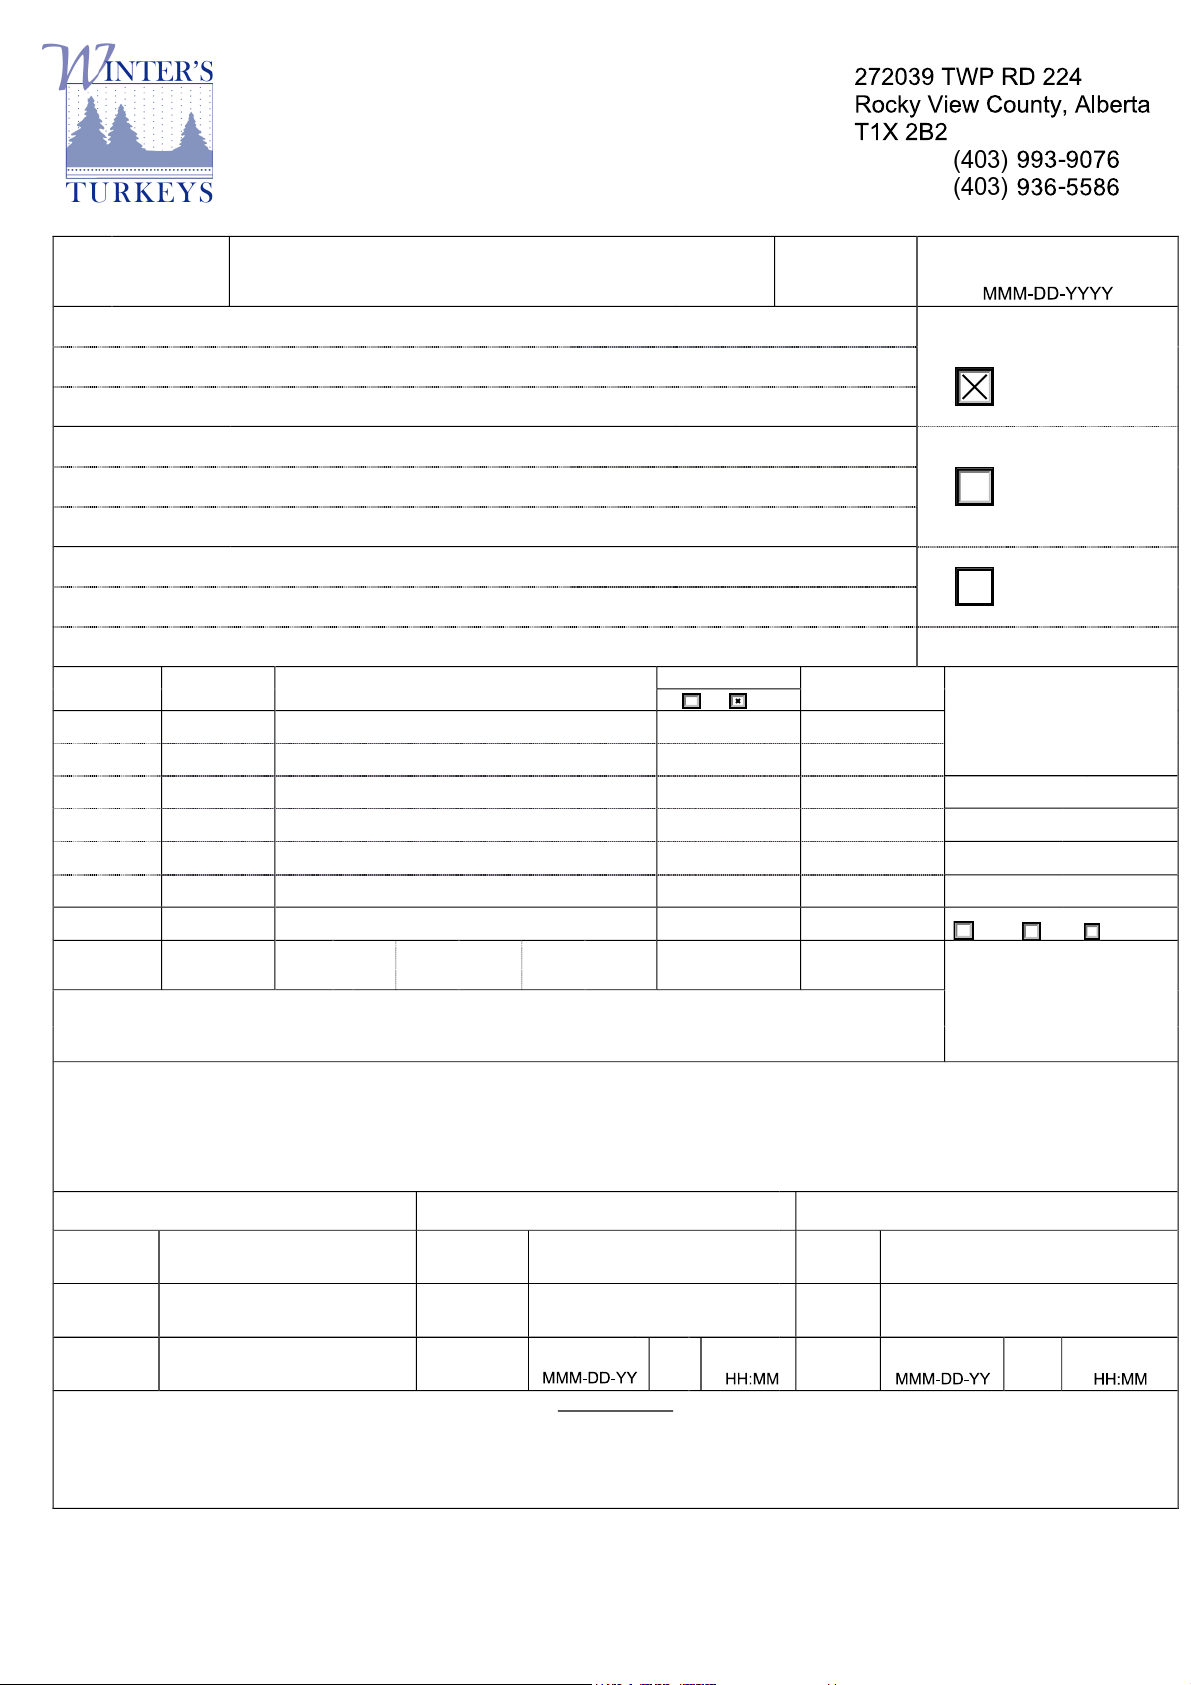 WINTER'S
TURKEYS
272039 TWP RD 224
Rocky View County, Alberta
T1X 2B2
(403) 993-9076
(403) 936-5586
MMM-DD-YYYY
MMM-DD-YY
HH:MM
MMM-DD-YY
HH:MM